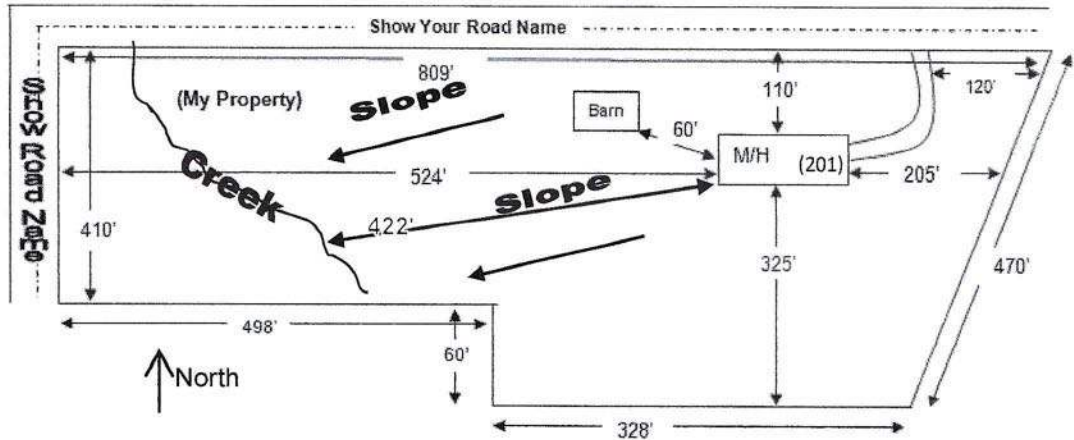 Show Your Road Name
Show Road Name
809'
(My Property)
Slope
110'
120'
Barn
60'
M/H
(201)
Creek
524'
Slope
205'
422'
410'
325'
470'
498'
60'
North
328'